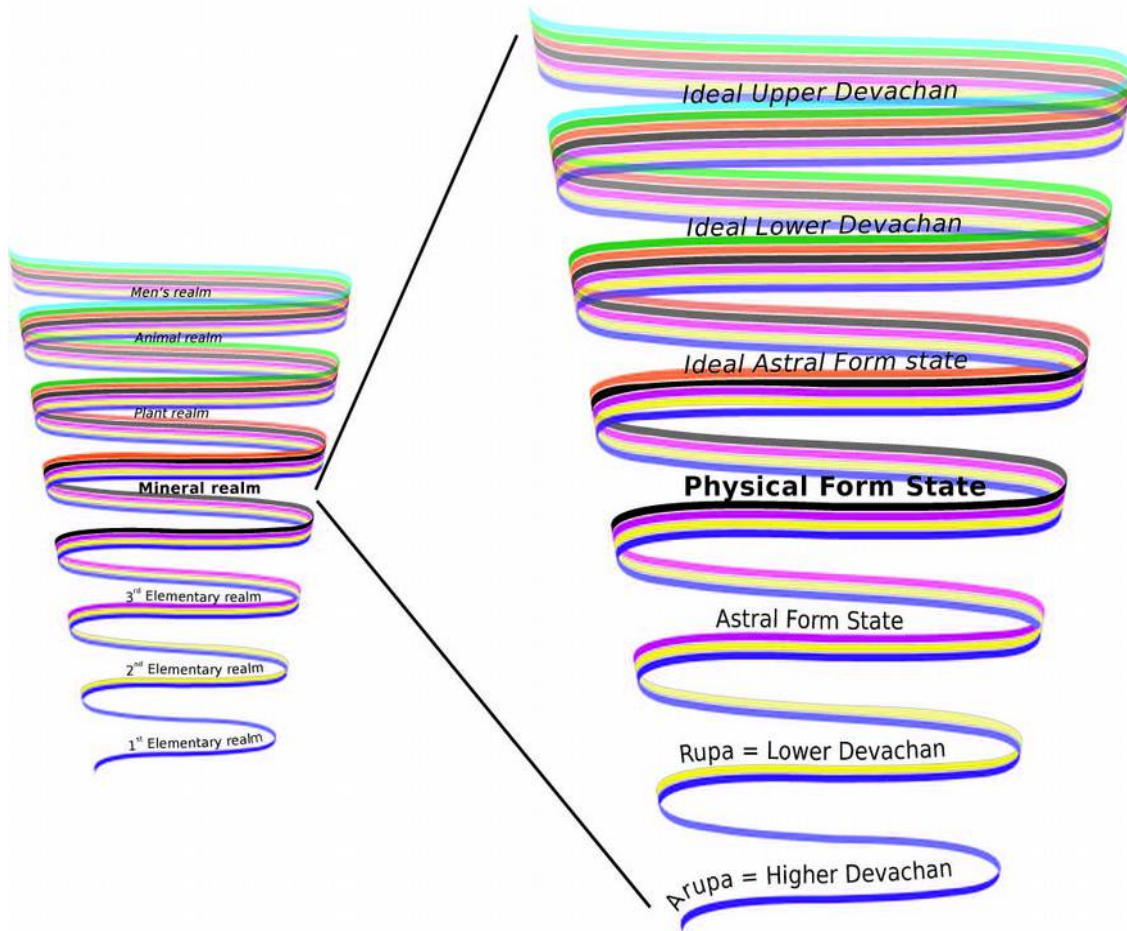 Men's realm
Animal realm
Plant realm
Mineral realm
3rd Elementary realm
2nd Elementary realm
1st Elementary realm
Ideal Upper Devachan
Ideal Lower Devachan
Ideal Astral Form state
Physical Form State
Astral Form State
Rupa = Lower Devachan
Arupa = Higher Devachan